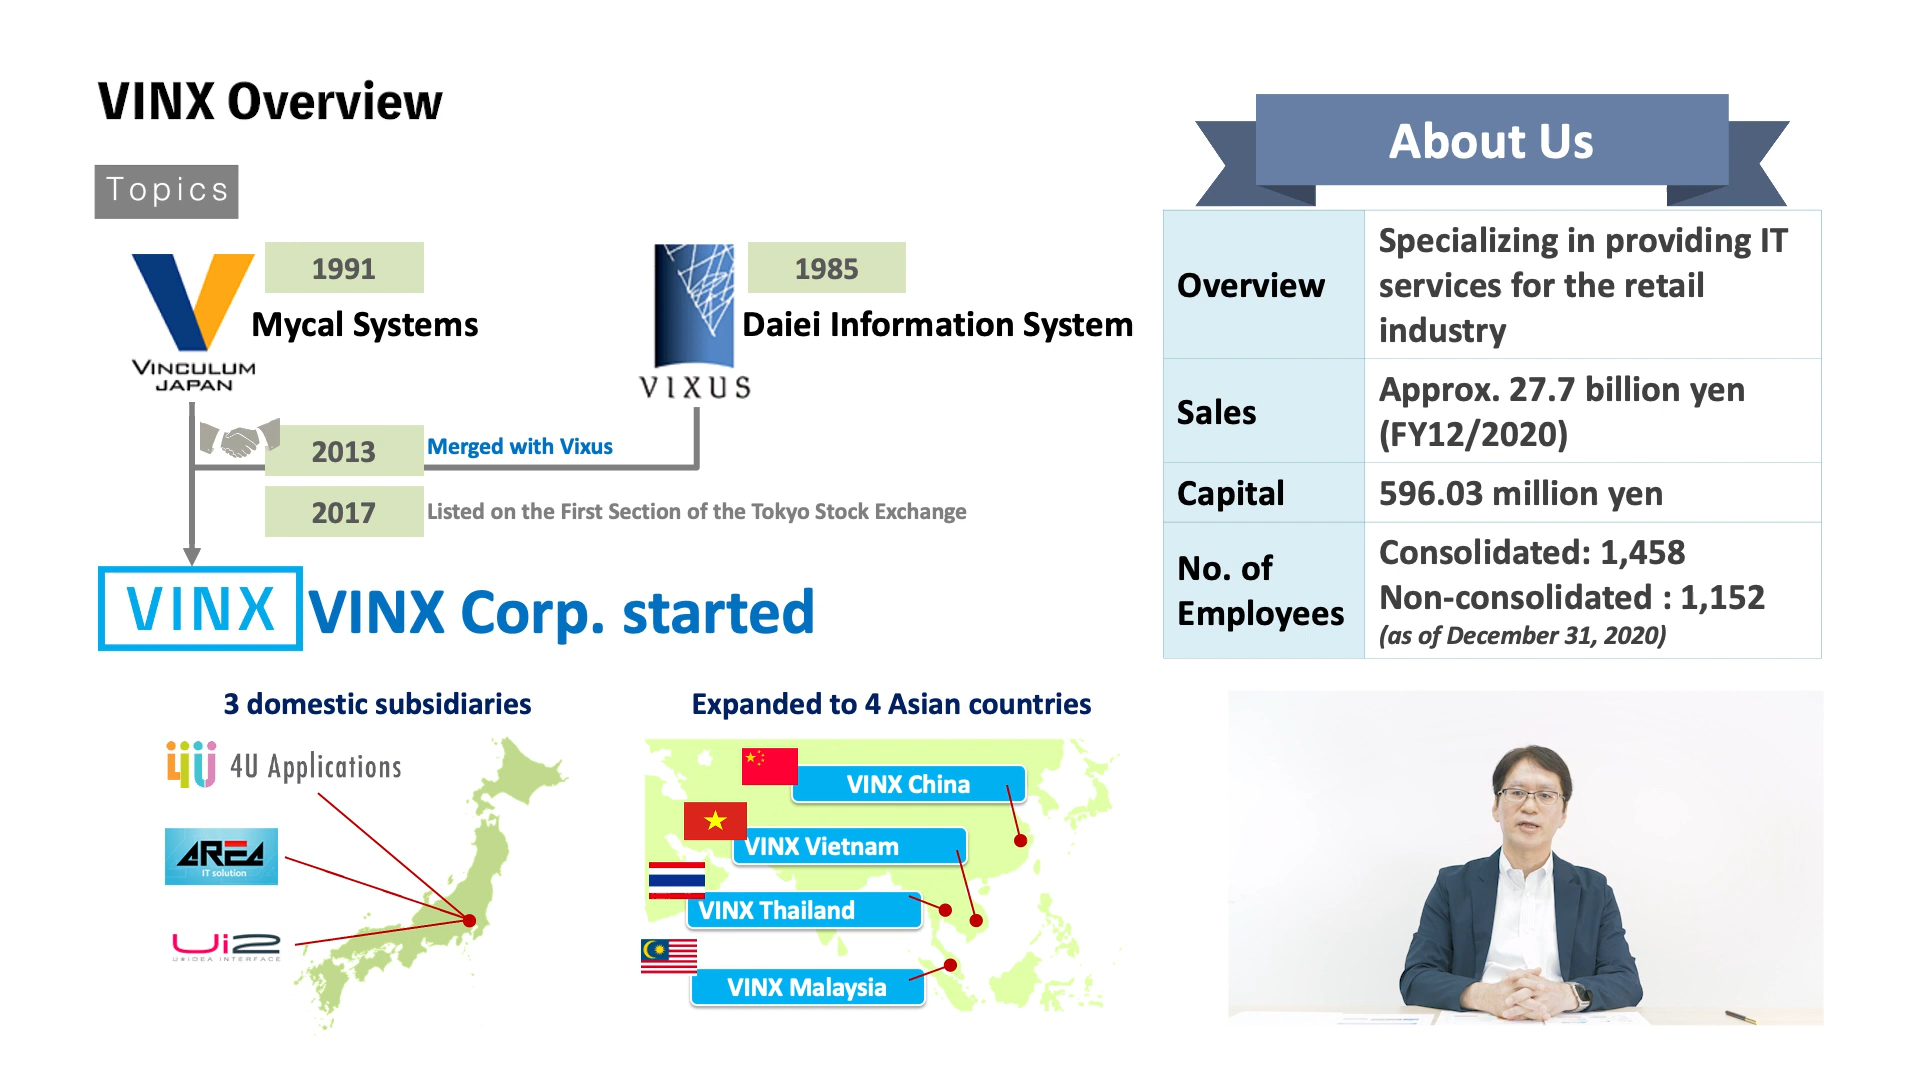 VINX Overview
Topics
1991
Mycal Systems
VINCULUM
JAPAN
1985
Daiei Information System
VIXUS
2013
Merged with Vixus
2017
Listed on the First Section of the Tokyo Stock Exchange
VINX
VINX Corp. started
3 domestic subsidiaries
4U Applications
AREA
IT solution
Ui2
U#IDEA INTERFACE
Expanded to 4 Asian countries
VINX China
VINX Vietnam
VINX Thailand
VINX Malaysia
About Us
Overview
Specializing in providing IT
services for the retail
industry
Sales
Approx. 27.7 billion yen
(FY12/2020)
Capital
596.03 million yen
No. of
Employees
Consolidated: 1,458
Non-consolidated : 1,152
(as of December 31, 2020)